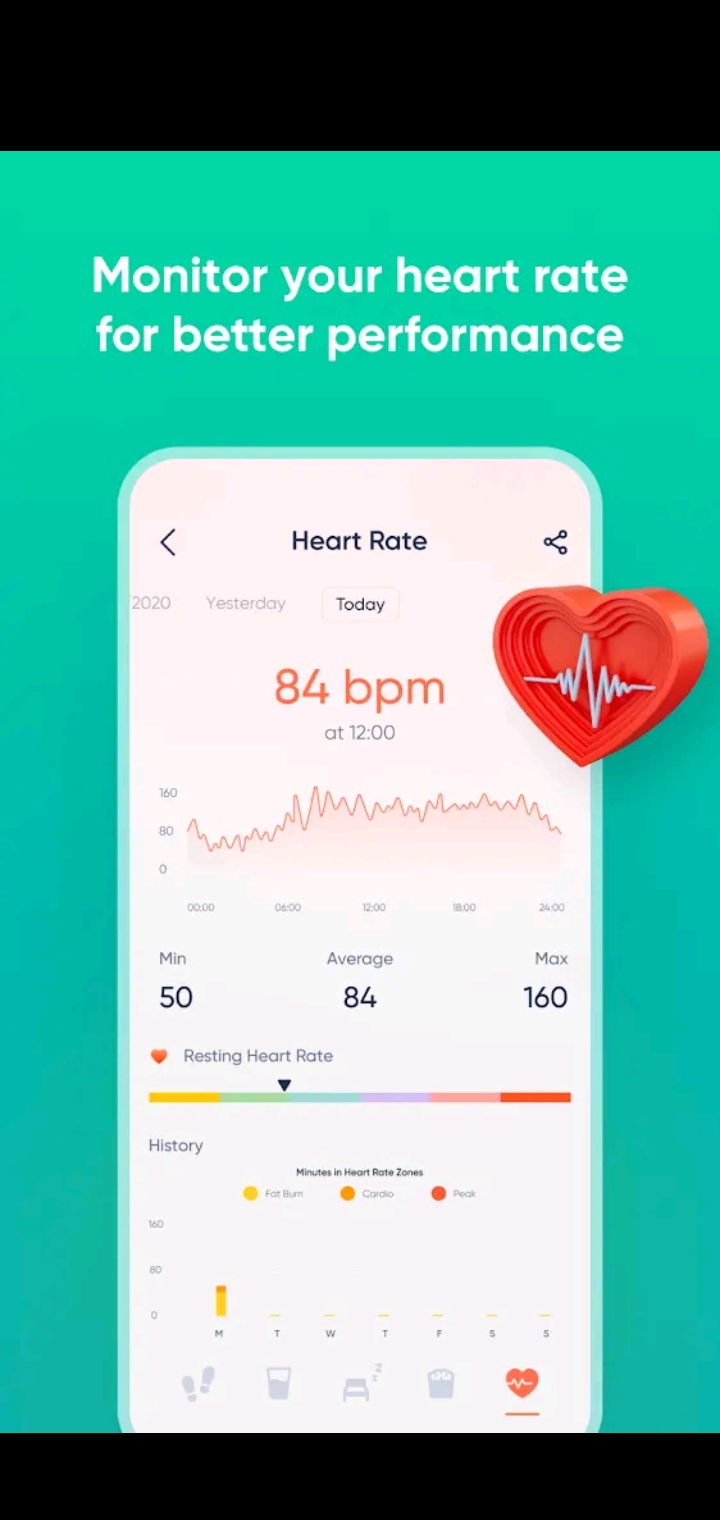 Monitor your heart rate
for better performance
Heart Rate
/2020 Yesterday Today
84 bpm
at 12:00
160
80
0
00:00 06:00 12:00 18:00 24:00
Min Average Max
50 84 160
Resting Heart Rate
History
Minutes in Heart Rate Zones
Fat Burn Cardio Peak
160
80
0
M T W T F S S
z z